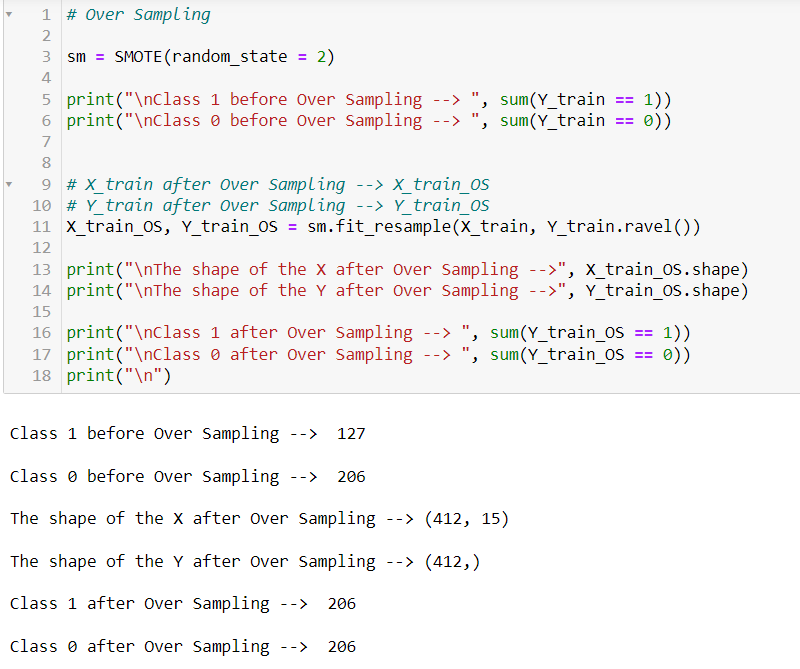 1 # Over Sampling
2
3 sm = SMOTE(random_state = 2)
4
5 print("\nClass 1 before Over Sampling --> ", sum(Y_train == 1))
6 print("\nClass 0 before Over Sampling --> ", sum(Y_train == 0))
7
8
9 # X_train after Over Sampling --> X_train_OS
10 # Y_train after Over Sampling --> Y_train_OS
11 X_train_OS, Y_train_OS = sm.fit_resample(X_train, Y_train.ravel())
12
13 print("\nThe shape of the X after Over Sampling -->", X_train_OS.shape)
14 print("\nThe shape of the Y after Over Sampling -->", Y_train_OS.shape)
15
16 print("\nClass 1 after Over Sampling --> ", sum(Y_train_OS == 1))
17 print("\nClass 0 after Over Sampling --> ", sum(Y_train_OS == 0))
18 print("\n")
Class 1 before Over Sampling -->  127
Class 0 before Over Sampling -->  206
The shape of the X after Over Sampling --> (412, 15)
The shape of the Y after Over Sampling --> (412,)
Class 1 after Over Sampling -->  206
Class 0 after Over Sampling -->  206